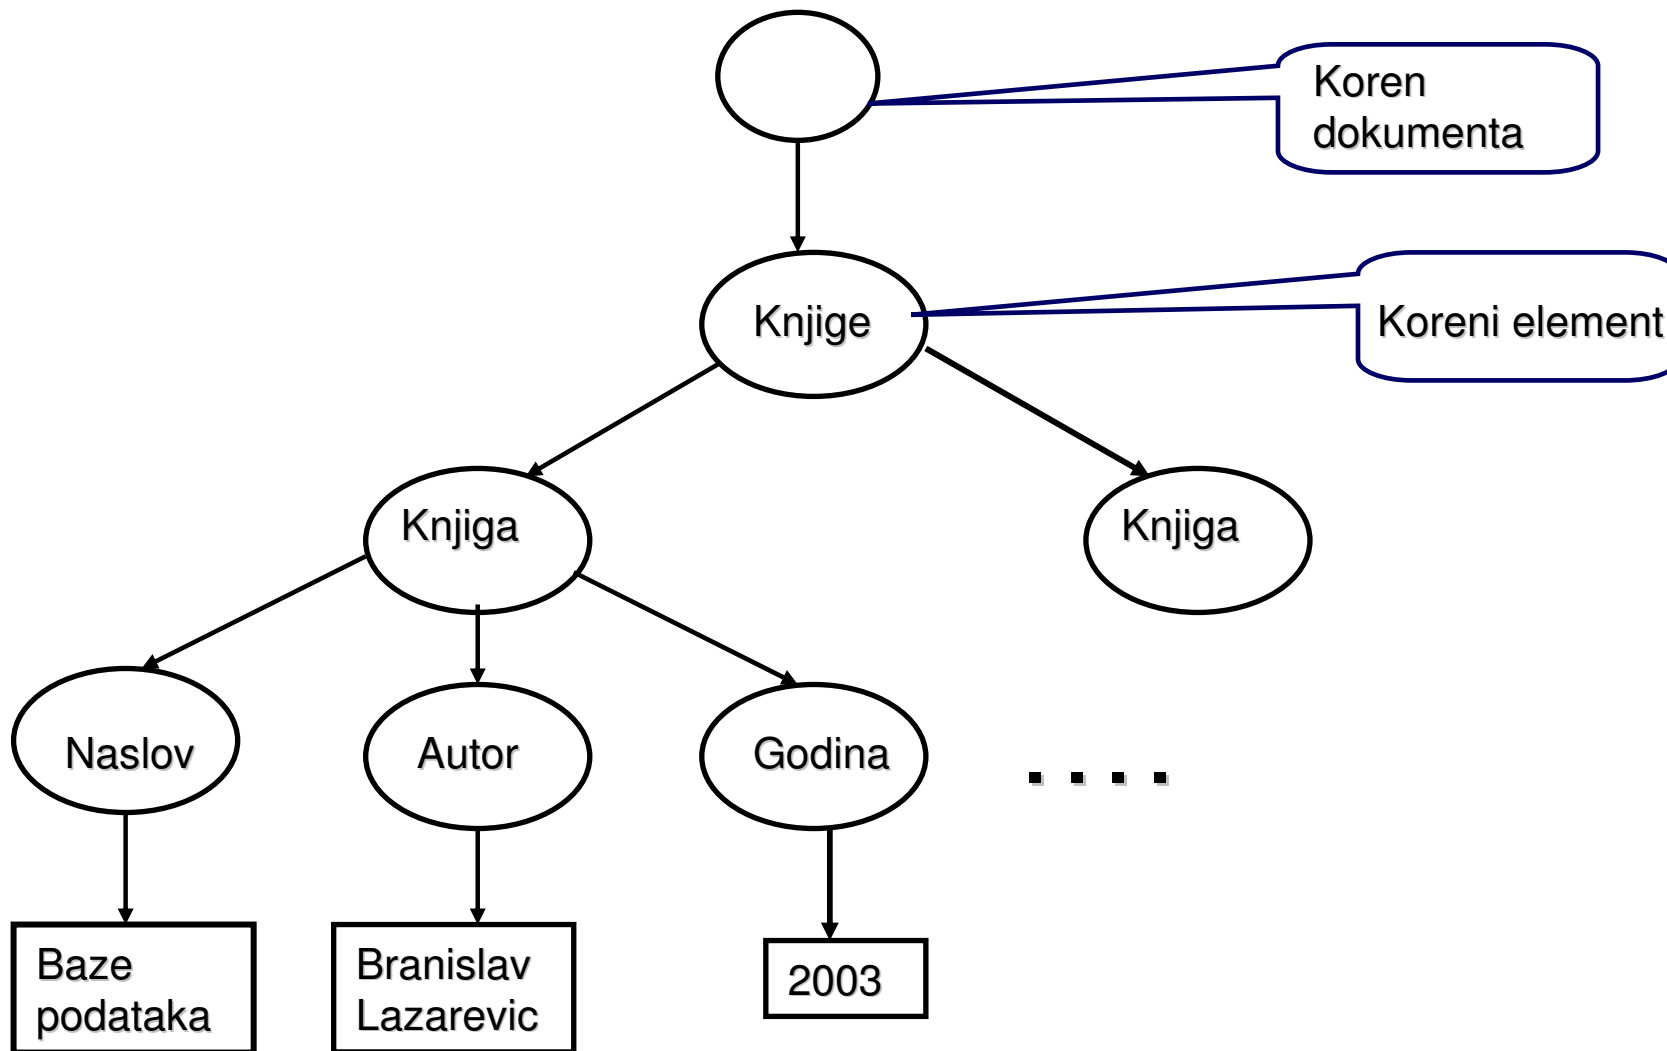 Koren
dokumenta
Knjige
Koreni element
Knjiga
Knjiga
Naslov
Autor
Godina
. . . .
Baze
podataka
Branislav
Lazarevic
2003